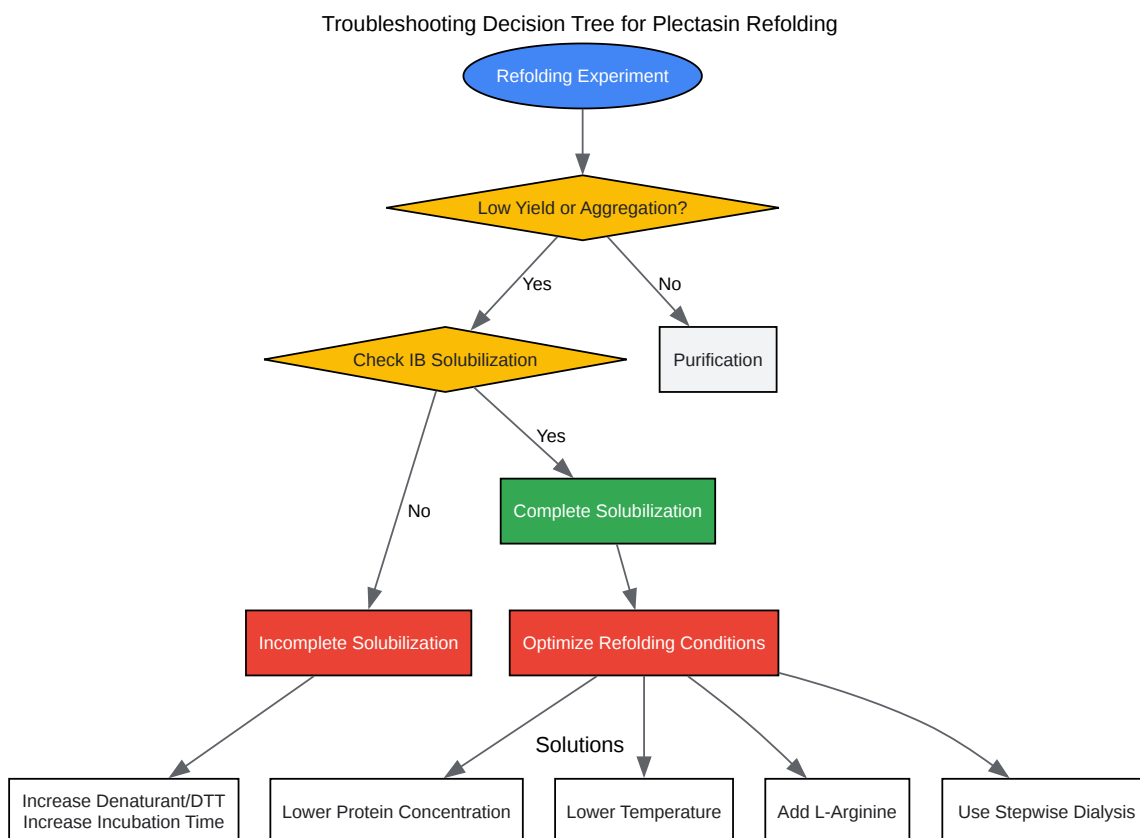 Troubleshooting Decision Tree for Plectasin Refolding
Refolding Experiment
Low Yield or Aggregation?
Yes
No
Check IB Solubilization
Purification
Yes
No
Complete Solubilization
Incomplete Solubilization
Optimize Refolding Conditions
Solutions
Increase Denaturant/DTT
Increase Incubation Time
Lower Protein Concentration
Lower Temperature
Add L-Arginine
Use Stepwise Dialysis